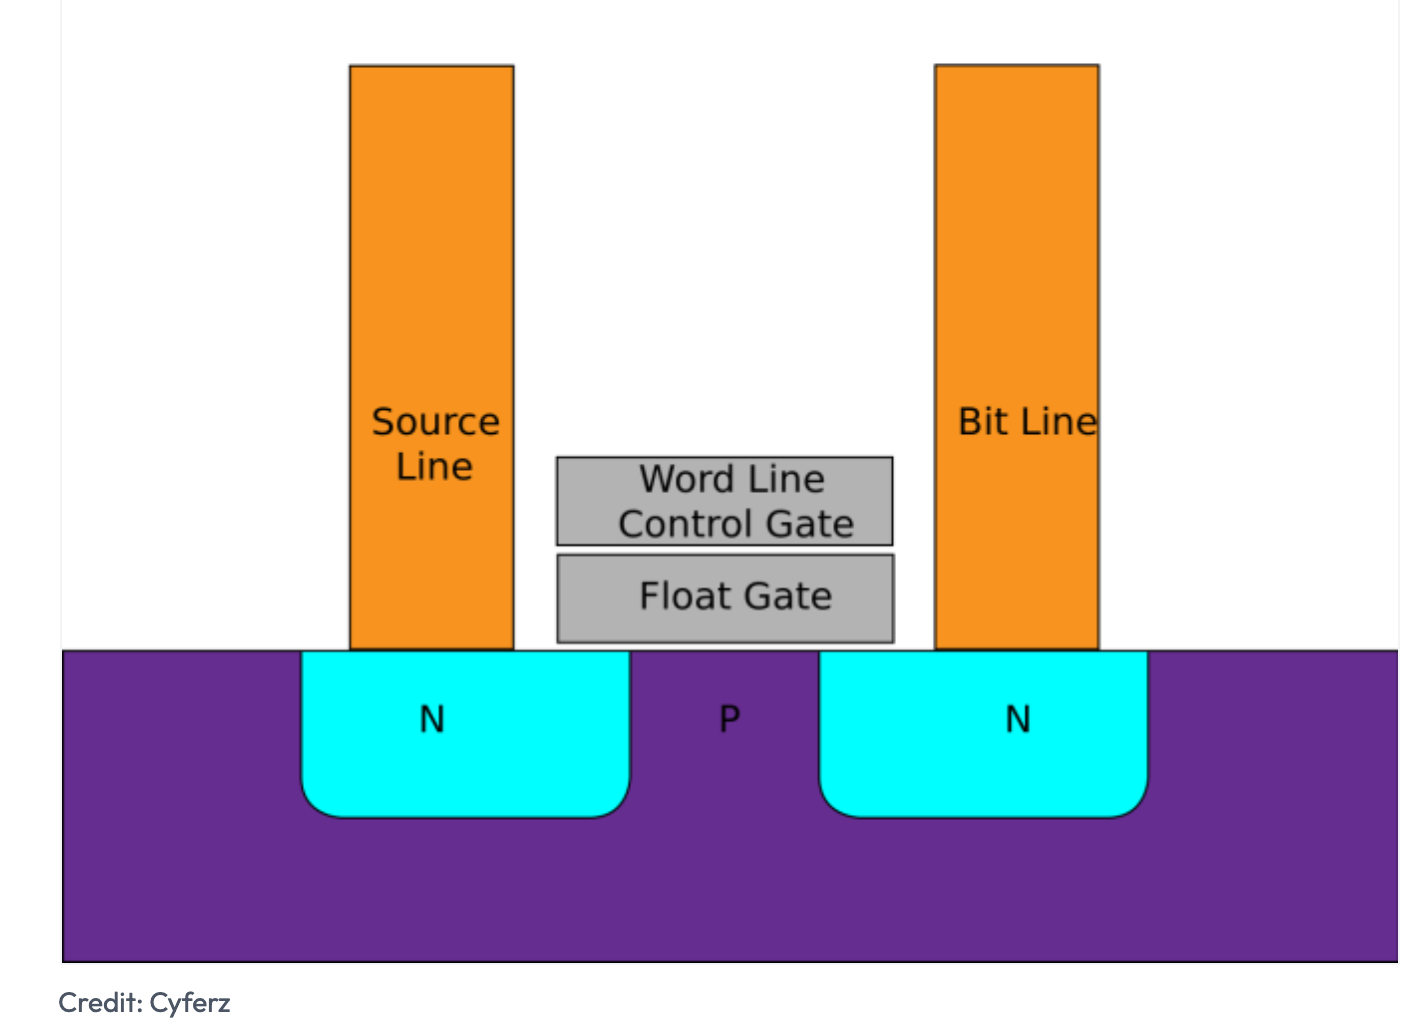 Source
Line
Bit Line
Word Line
Control Gate
Float Gate
N
P
N
Credit: Cyferz